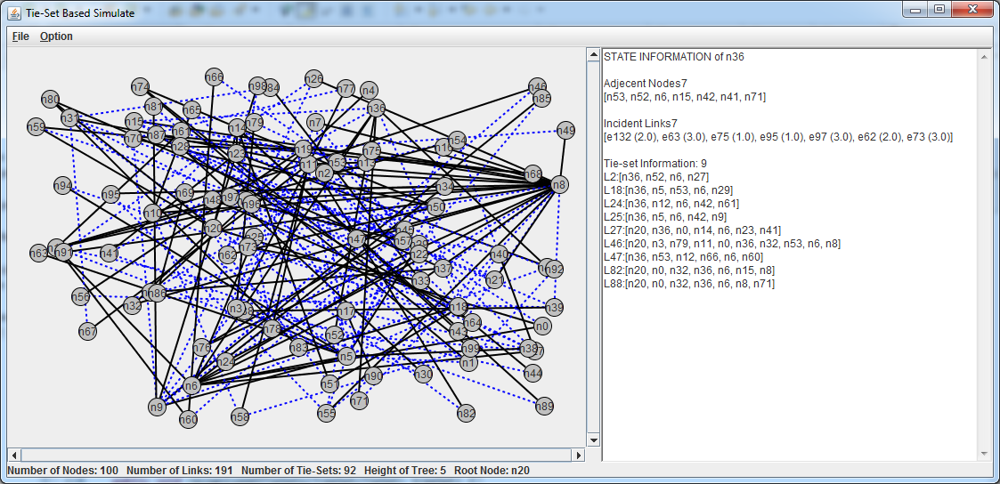 Tie-Set Based Simulate
File Option
STATE INFORMATION of n36
Adjecent Nodes7
[n53, n52, n6, n15, n42, n41, n71]
Incident Links7
[e132 (2.0), e63 (3.0), e75 (1.0), e95 (1.0), e97 (3.0), e62 (2.0), e73 (3.0)]
Tie-set Information: 9
L2:[n36, n52, n6, n27]
L18:[n36, n5, n53, n6, n29]
L24:[n36, n12, n6, n42, n61]
L25:[n36, n5, n6, n42, n9]
L27:[n20, n36, n0, n14, n6, n23, n41]
L46:[n20, n3, n79, n11, n0, n36, n32, n53, n6, n8]
L47:[n36, n53, n12, n66, n6, n60]
L82:[n20, n0, n32, n36, n6, n15, n8]
L88:[n20, n0, n32, n36, n6, n8, n71]
n66
n26
n74 n98 n77 n4 n46
n80 n81 n65 n36 n85
n31 n15 n14 n79 n7
n59 n70 n87 n61 n49
n28 n23 n19 n75 n16 n54
n11 n53 n13 n2 n68
n94 n95 n69 n34 n8
n10 n48 n97 n96 n50
n20 n47 n45 n57
n63 n91 n41 n62 n73 n22 n40
n37 n92
n56 n86 n33 n21
n32 n3 n17 n18 n39
n67 n78 n52 n43 n64 n0
n76 n83 n5 n99 n38
n24 n1
n6 n51 n90 n30 n44
n9 n71
n60 n58 n55 n82 n89
Number of Nodes: 100 Number of Links: 191 Number of Tie-Sets: 92 Height of Tree: 5 Root Node: n20